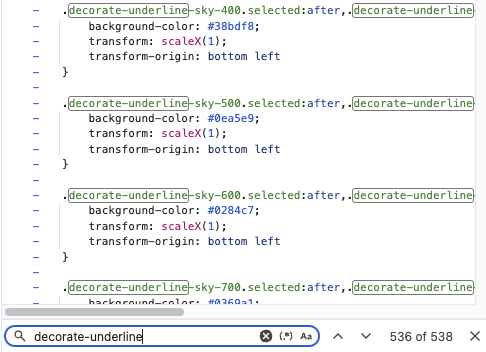 - .decorate-underline-sky-400.selected:after,.decorate-underline-
- background-color: #38bdf8;
- transform: scaleX(1);
- transform-origin: bottom left
- }
-
- .decorate-underline-sky-500.selected:after,.decorate-underline-
- background-color: #0ea5e9;
- transform: scaleX(1);
- transform-origin: bottom left
- }
-
- .decorate-underline-sky-600.selected:after,.decorate-underline-
- background-color: #0284c7;
- transform: scaleX(1);
- transform-origin: bottom left
- }
-
- .decorate-underline-sky-700.selected:after,.decorate-underline-
- background-color: #0369a1;
decorate-underline (.*) Aa 536 of 538